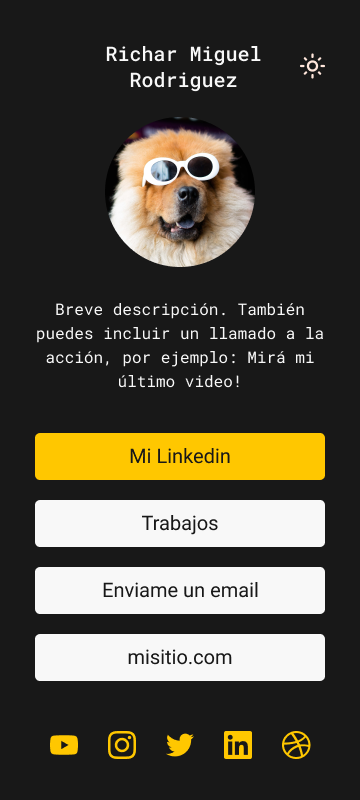 Richar Miguel
Rodriguez
Breve descripción. También
puedes incluir un llamado a la
acción, por ejemplo: Mirá mi
último video!
Mi Linkedin
Trabajos
Enviame un email
misitio.com
in